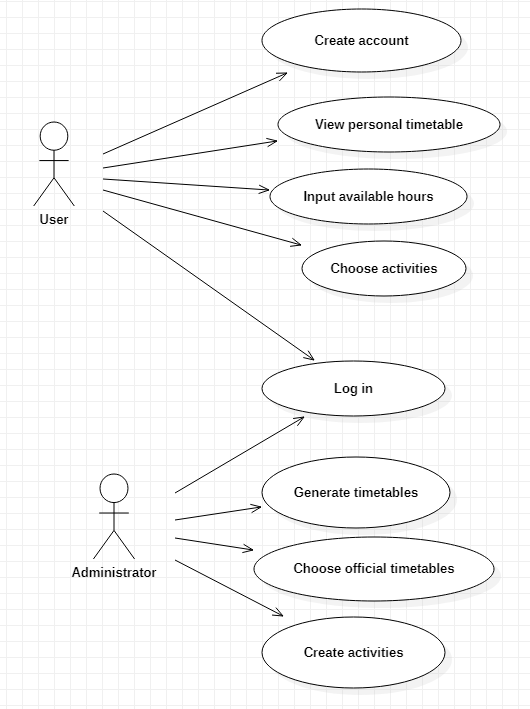 Create account
View personal timetable
Input available hours
User
Choose activities
Log in
Generate timetables
Choose official timetables
Administrator
Create activities